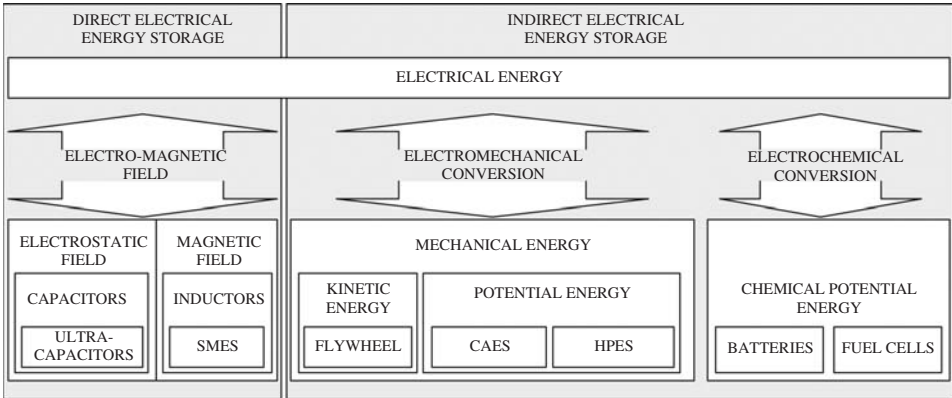 DIRECT ELECTRICAL
ENERGY STORAGE
INDIRECT ELECTRICAL
ENERGY STORAGE
ELECTRICAL ENERGY
ELECTRO-MAGNETIC
FIELD
ELECTROMECHANICAL
CONVERSION
ELECTROCHEMICAL
CONVERSION
ELECTROSTATIC
FIELD
CAPACITORS
ULTRA-
CAPACITORS
MAGNETIC
FIELD
INDUCTORS
SMES
MECHANICAL ENERGY
KINETIC
ENERGY
FLYWHEEL
POTENTIAL ENERGY
CAES
HPES
CHEMICAL POTENTIAL
ENERGY
BATTERIES
FUEL CELLS